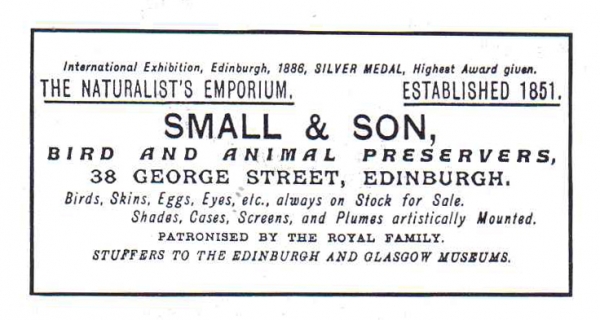 International Exhibition, Edinburgh, 1886, SILVER MEDAL, Highest Award given.
THE NATURALIST'S EMPORIUM. ESTABLISHED 1851.
SMALL & SON,
BIRD AND ANIMAL PRESERVERS,
38 GEORGE STREET, EDINBURGH.
Birds, Skins, Eggs, Eyes, etc., always on Stock for Sale.
Shades, Cases, Screens, and Plumes artistically Mounted.
PATRONISED BY THE ROYAL FAMILY.
STUFFERS TO THE EDINBURGH AND GLASGOW MUSEUMS.